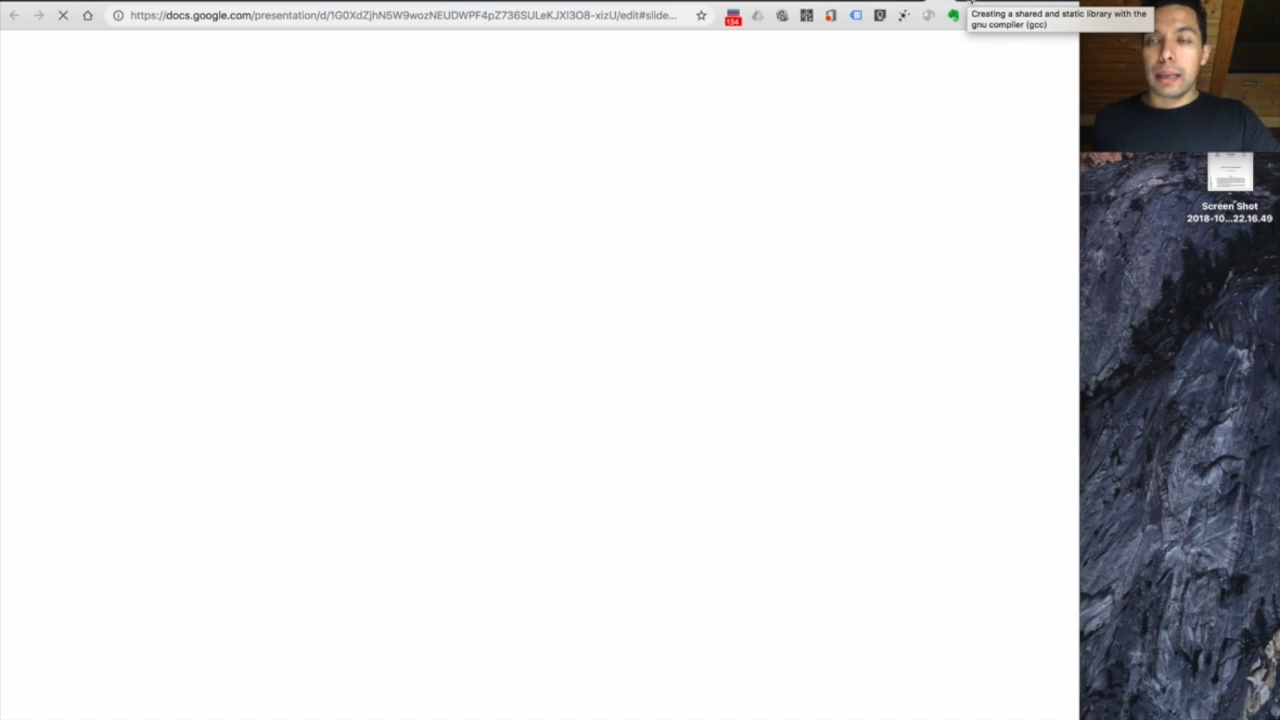 https://docs.google.com/presentation/d/1G0XdZjhN5W9wozNEUDWPF4pZ736SULeKJXI3O8-xizU/edit#slide...
134
Creating a shared and static library with the
gnu compiler (gcc)
Screen Shot
2018-10...22.16.49